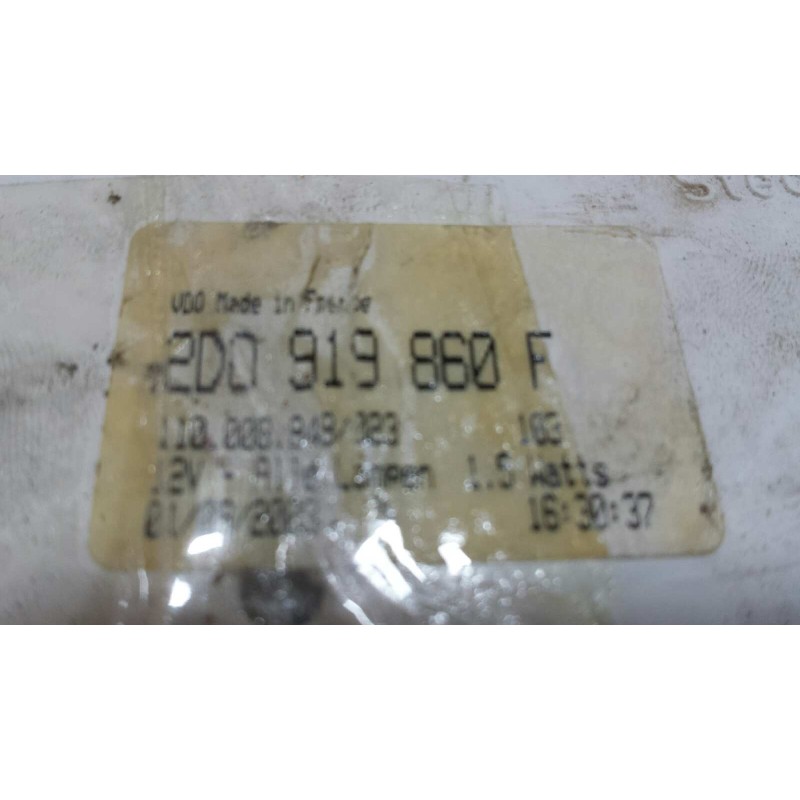 VDO Made in France
2D0 919 860 F
110.008.949/023 103
12V - Alle Lampen 1.5 Watts
16:30:37